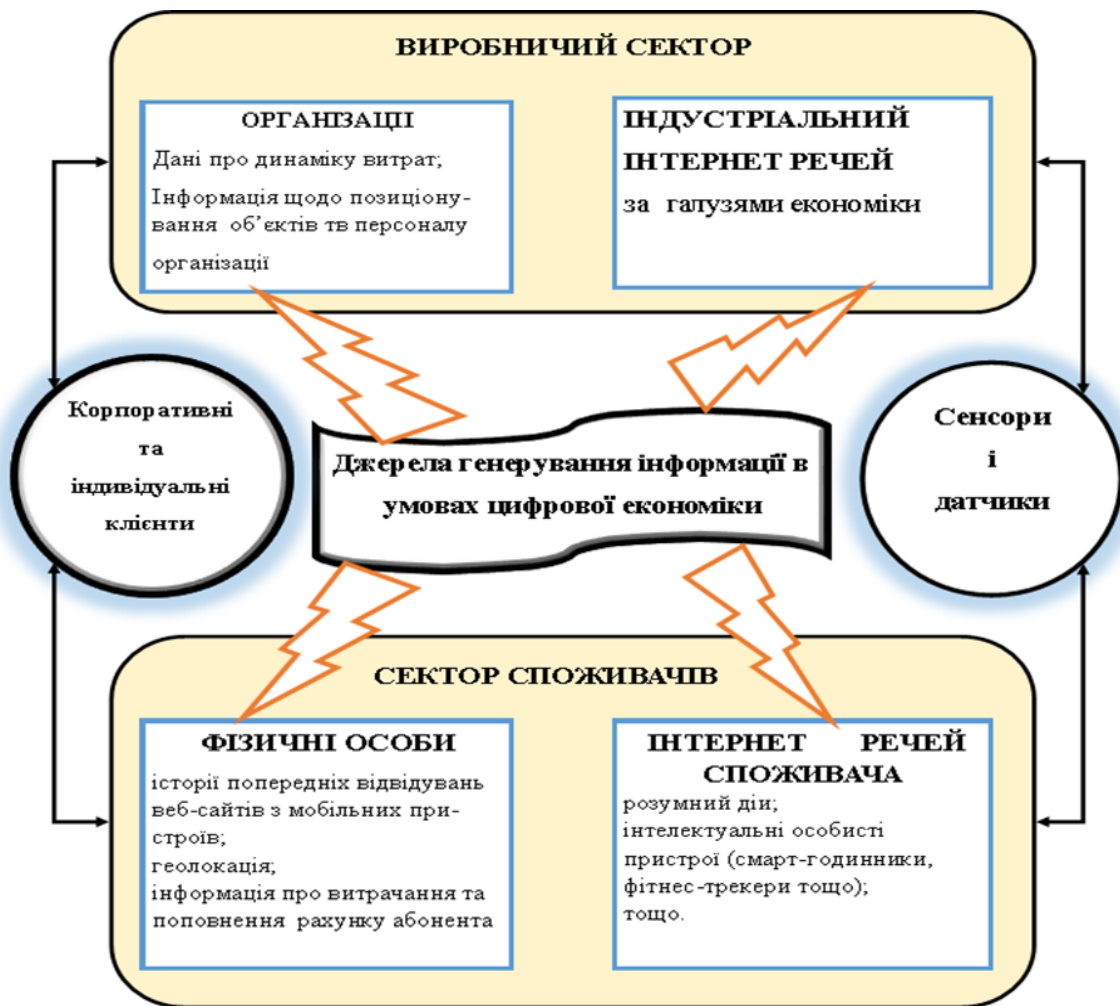 ВИРОБНИЧИЙ СЕКТОР
ОРГАНІЗАЦІЇ
Дані про динаміку витрат;
Інформація щодо позиціону-
вання об’єктів тв персоналу
організації
ІНДУСТРІАЛЬНИЙ
ІНТЕРНЕТ РЕЧЕЙ
за галузями економіки
Корпоративні
та
індивідуальні
клієнти
Джерела генерування інформації в
умовах цифрової економіки
Сенсори
і
датчики
СЕКТОР СПОЖИВАЧІВ
ФІЗИЧНІ ОСОБИ
історії попередніх відвідувань
веб-сайтів з мобільних при-
строїв;
геолокація;
інформація про витрачання та
поповнення рахунку абонента
ІНТЕРНЕТ РЕЧЕЙ
СПОЖИВАЧА
розумний діи;
інтелектуальні особисті
пристрої (смарт-годинники,
фітнес-трекери тощо);
тощо.